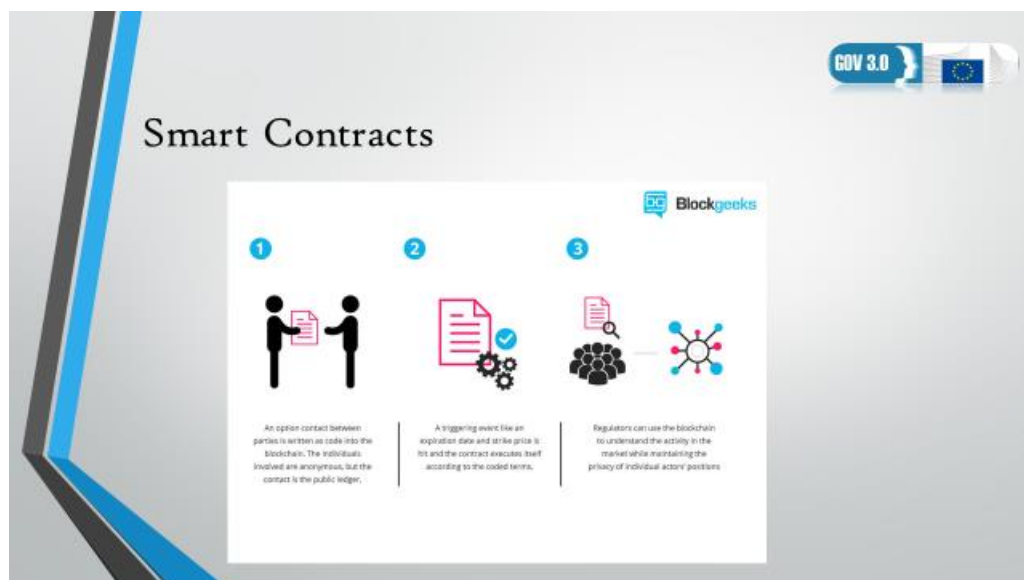 GOV 3.0
Smart Contracts
Blockgeeks
1
2
3
An option contact between
parties is written as code into the
blockchain. The individuals
involved are anonymous, but the
contact is the public ledger.
A triggering event like an
expiration date and strike price is
hit and the contract executes itself
according to the coded terms.
Regulators can use the blockchain
to understand the activity in the
market while maintaining the
privacy of individual actors' positions